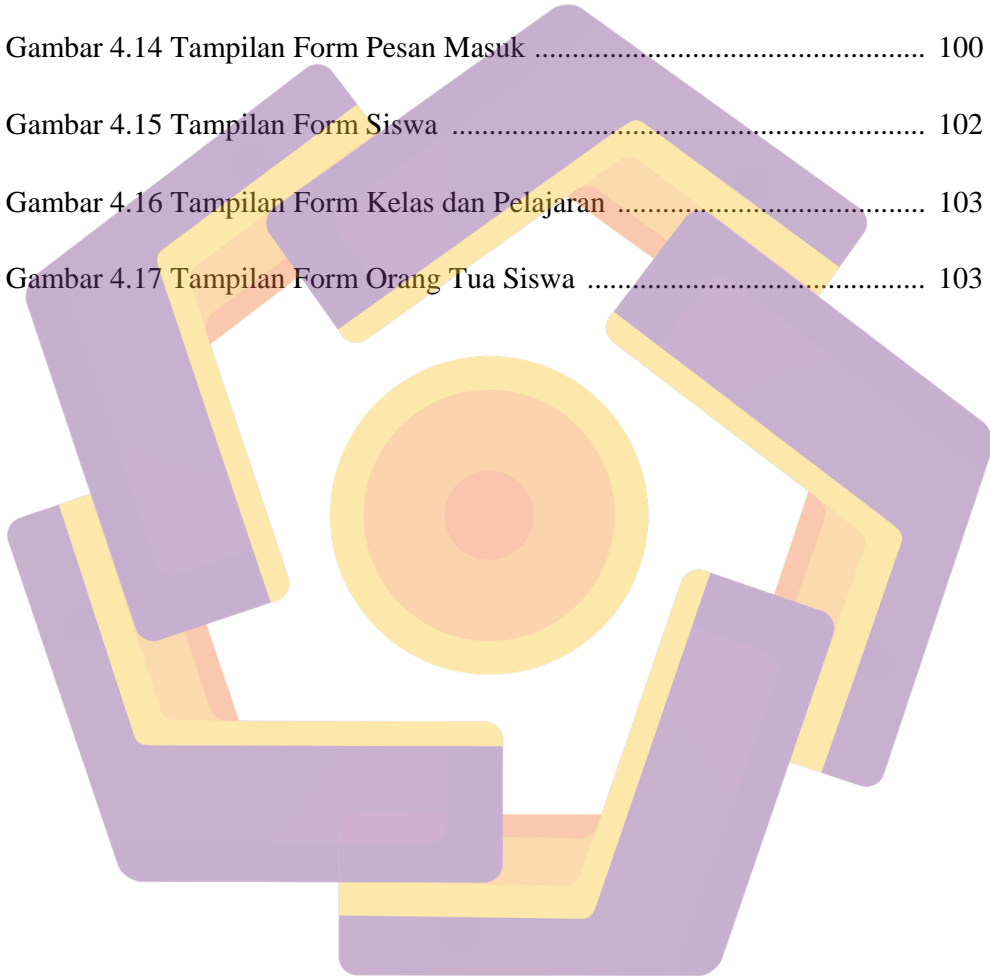 Gambar 4.14 Tampilan Form Pesan Masuk ................................................... 100
Gambar 4.15 Tampilan Form Siswa .............................................................. 102
Gambar 4.16 Tampilan Form Kelas dan Pelajaran ........................................ 103
Gambar 4.17 Tampilan Form Orang Tua Siswa ............................................ 103